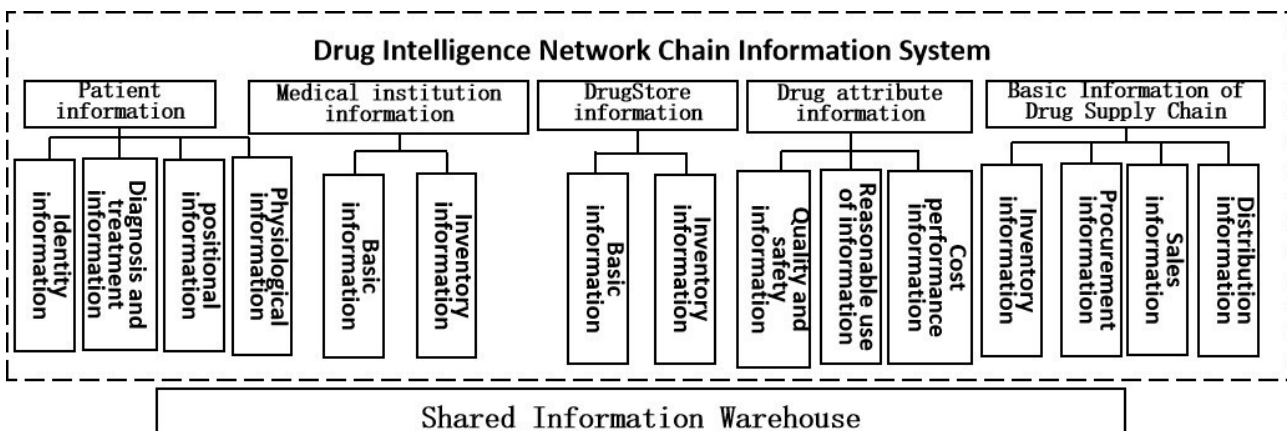 Drug Intelligence Network Chain Information System
Patient
information
Medical institution
information
DrugStore
information
Drug attribute
information
Basic Information of
Drug Supply Chain
Identity
information
Diagnosis and
treatment
information
positional
information
Physiological
information
Basic
information
Inventory
information
Basic
information
Inventory
information
Quality and
safety
information
Reasonable use
of information
Cost
performance
information
Inventory
information
Procurement
information
Sales
information
Distribution
information
Shared Information Warehouse